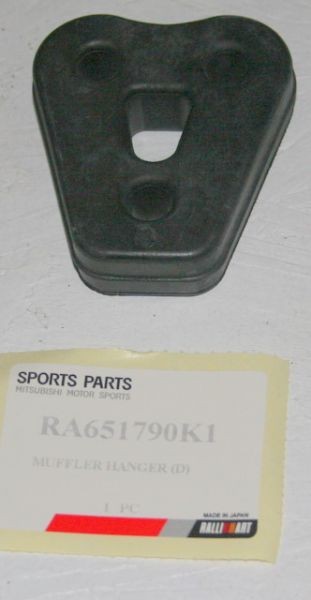 SPORTS PARTS
MITSUBISHI MOTOR SPORTS
RA651790K1
MUFFLER HANGER (D)
1 PC
MADE IN JAPAN
RALLIART